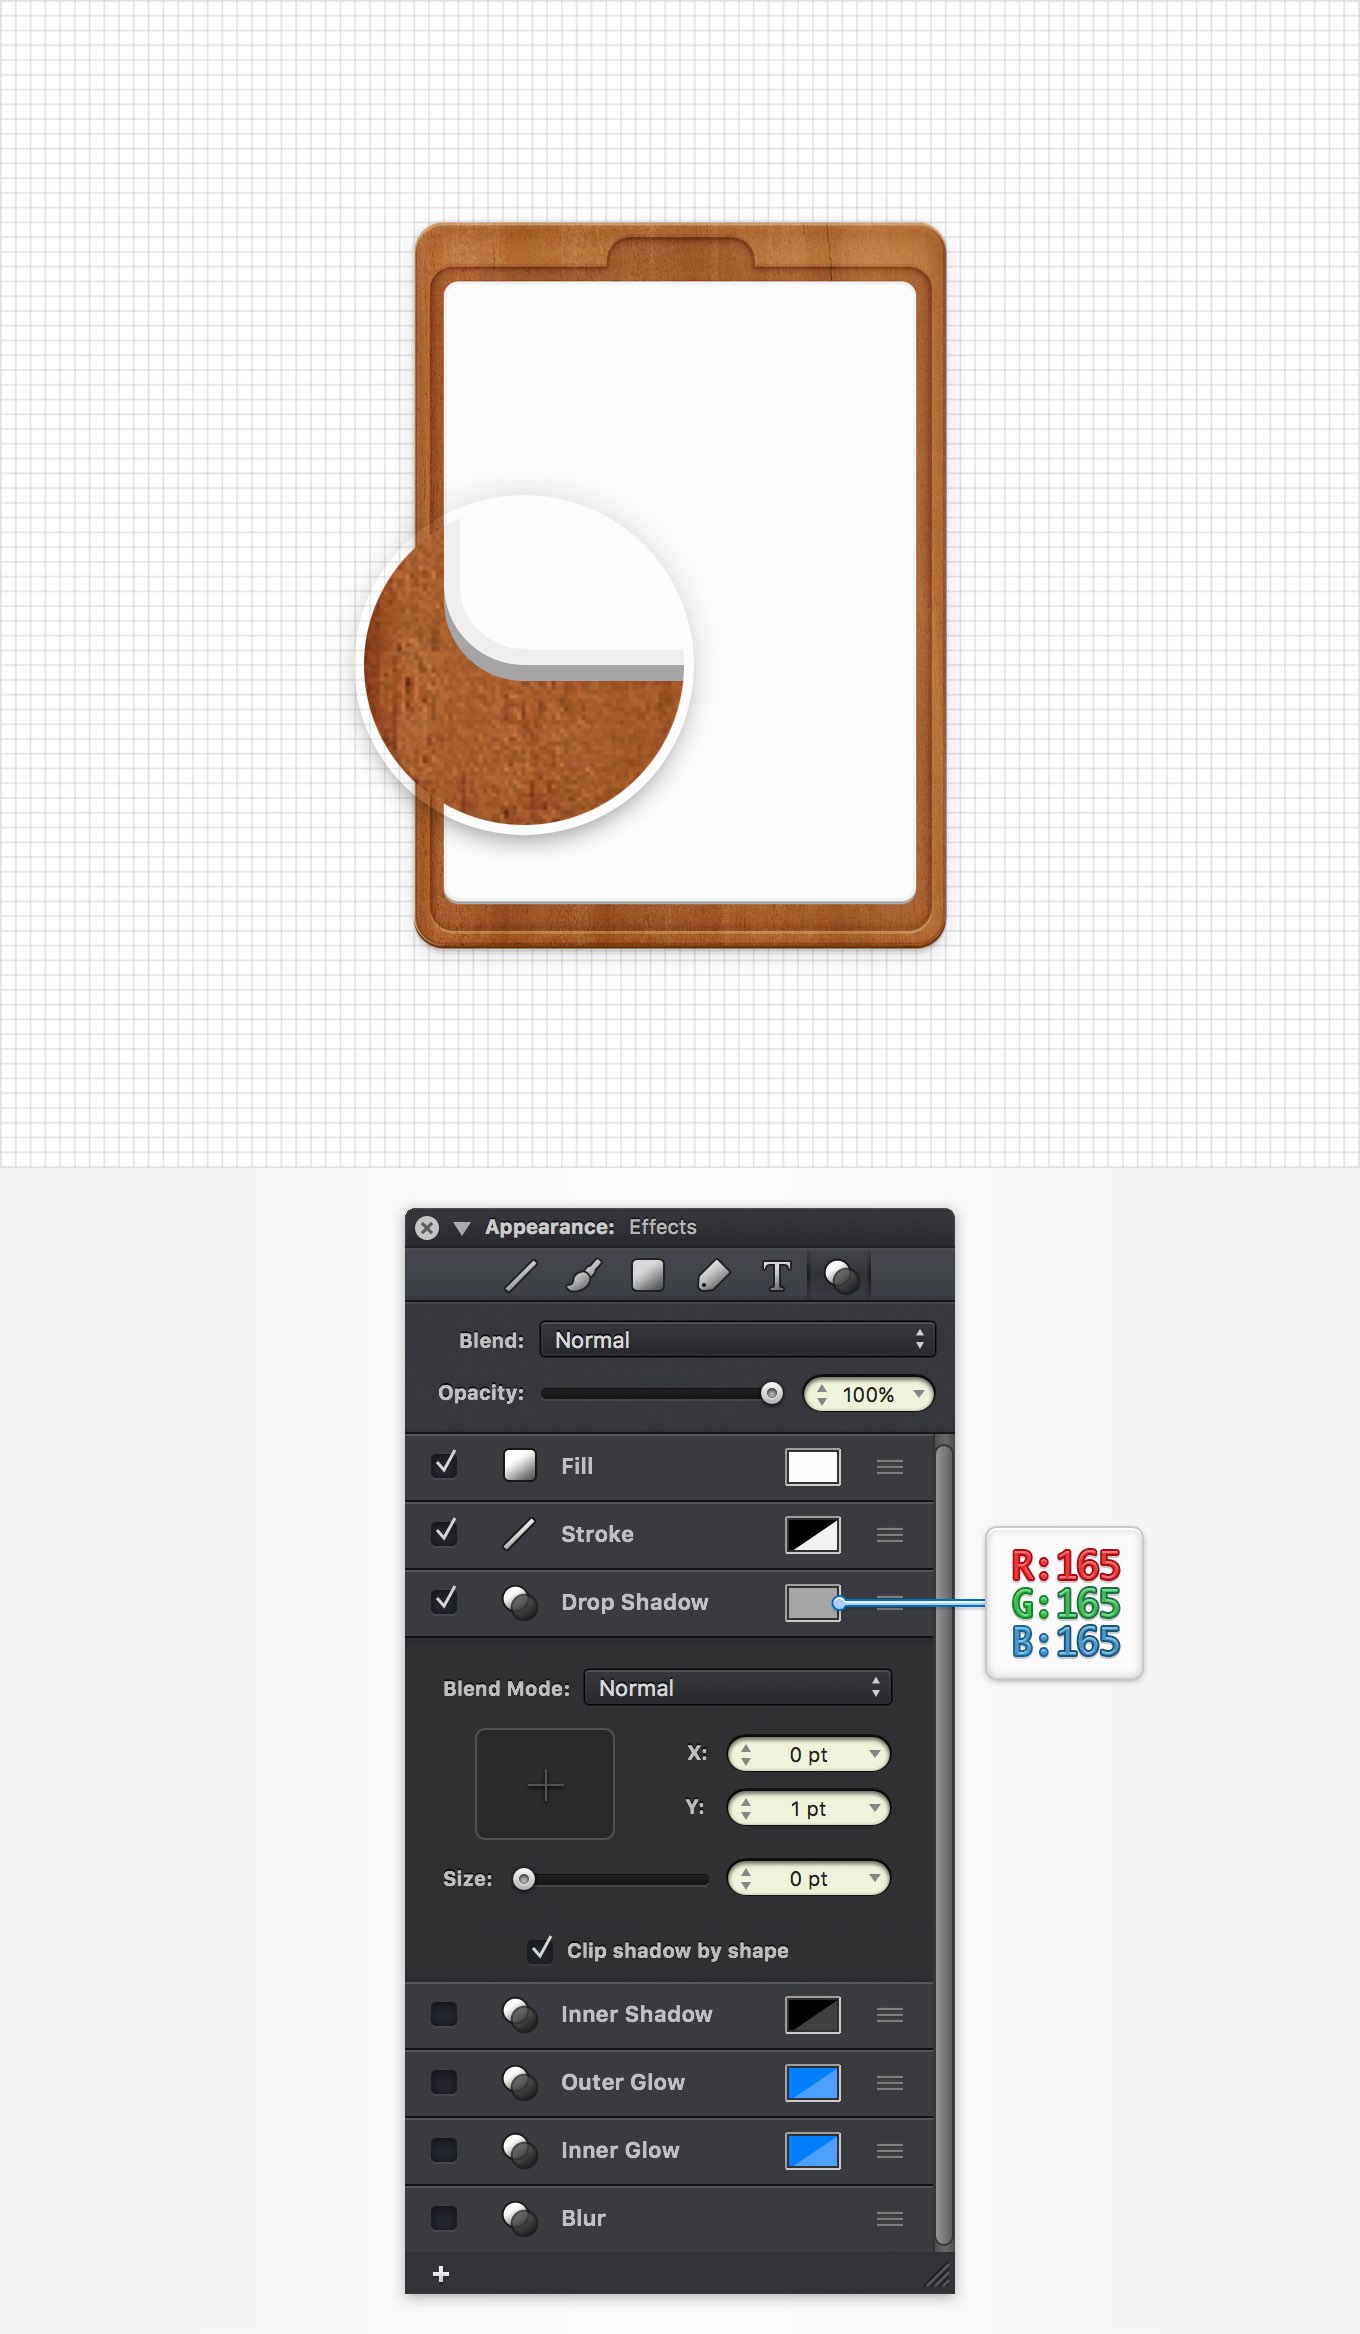 Appearance: Effects
T
Blend: Normal
Opacity: 100%
Fill
Stroke
Drop Shadow
R:165
G:165
B:165
Blend Mode: Normal
X: 0 pt
Y: 1 pt
Size: 0 pt
Clip shadow by shape
Inner Shadow
Outer Glow
Inner Glow
Blur
+